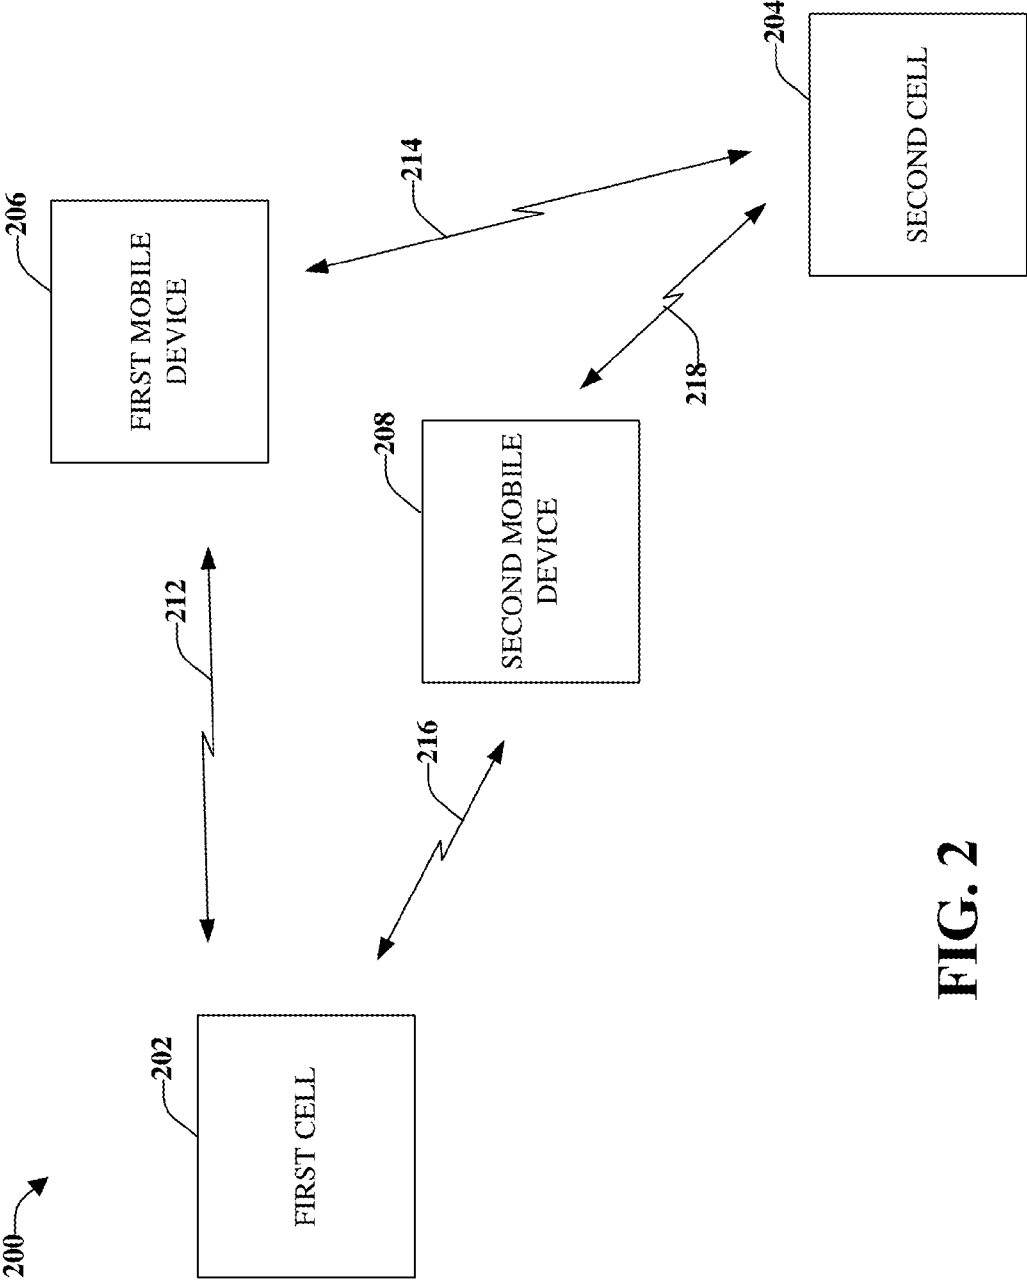 200
202
FIRST CELL
212
206
FIRST MOBILE
DEVICE
216
208
SECOND MOBILE
DEVICE
214
218
204
SECOND CELL
FIG. 2